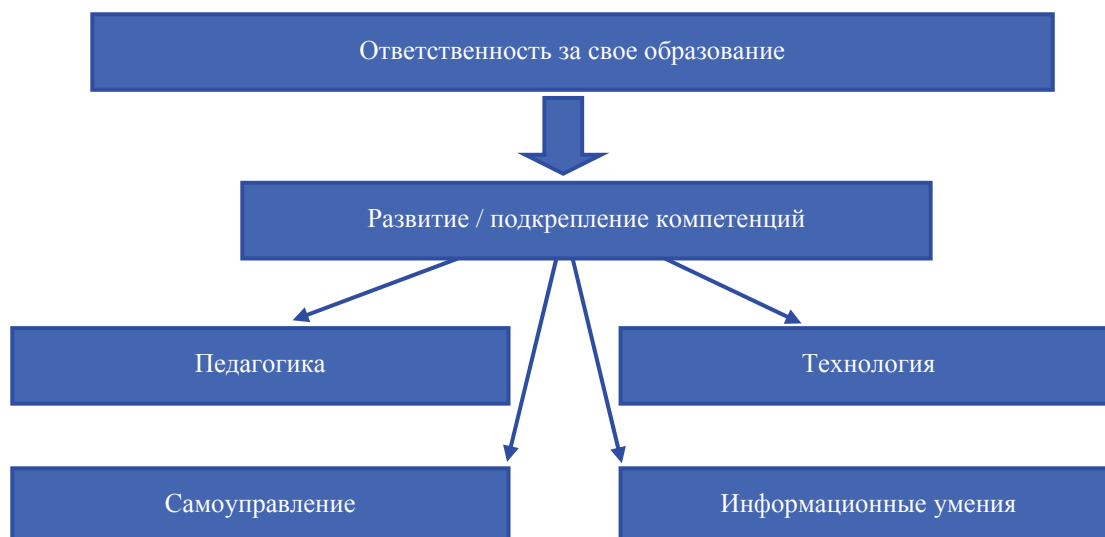 Ответственность за свое образование
Развитие / подкрепление компетенций
Педагогика
Технология
Самоуправление
Информационные умения